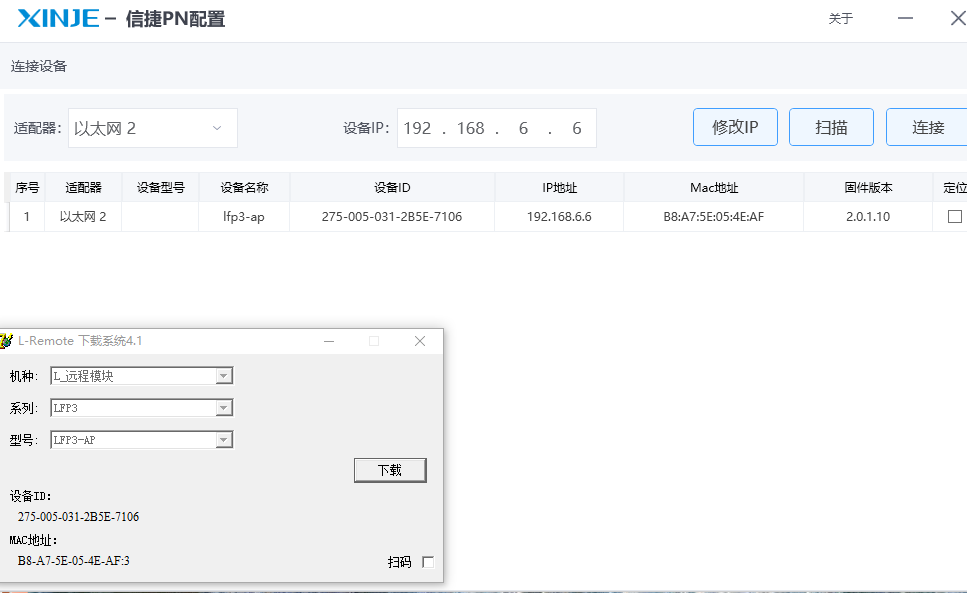 XINJE – 信捷PN配置 关于
连接设备
适配器: 以太网 2 设备IP: 192 . 168 . 6 . 6 修改IP 扫描 连接
序号 适配器 设备型号 设备名称 设备ID IP地址 Mac地址 固件版本 定位
1 以太网 2 lfp3-ap 275-005-031-2B5E-7106 192.168.6.6 B8:A7:5E:05:4E:AF 2.0.1.10
L-Remote 下载系统4.1
机种: L_远程模块
系列: LFP3
型号: LFP3-AP
下载
设备ID:
275-005-031-2B5E-7106
MAC地址:
B8-A7-5E-05-4E-AF:3
扫码